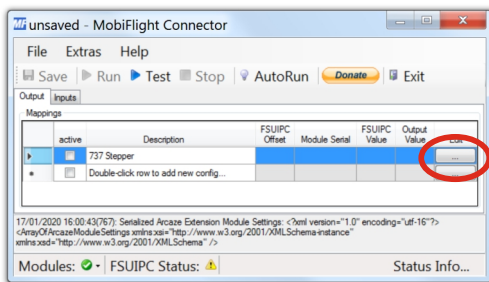 MF unsaved - MobiFlight Connector
File Extras Help
Save Run Test Stop AutoRun Donate Exit
Output Inputs
Mappings
active Description FSUIPC Offset Module Serial FSUIPC Value Output Value Edit
737 Stepper ...
Double-click row to add new config... ...
17/01/2020 16:00:43(767): Serialized Arcaze Extension Module Settings: <?xml version="1.0" encoding="utf-16"?>
<ArrayOfArcazeModuleSettings xmlns:xsi="http://www.w3.org/2001/XMLSchema-instance"
xmlns:xsd="http://www.w3.org/2001/XMLSchema" />
Modules: FSUIPC Status: Status Info...